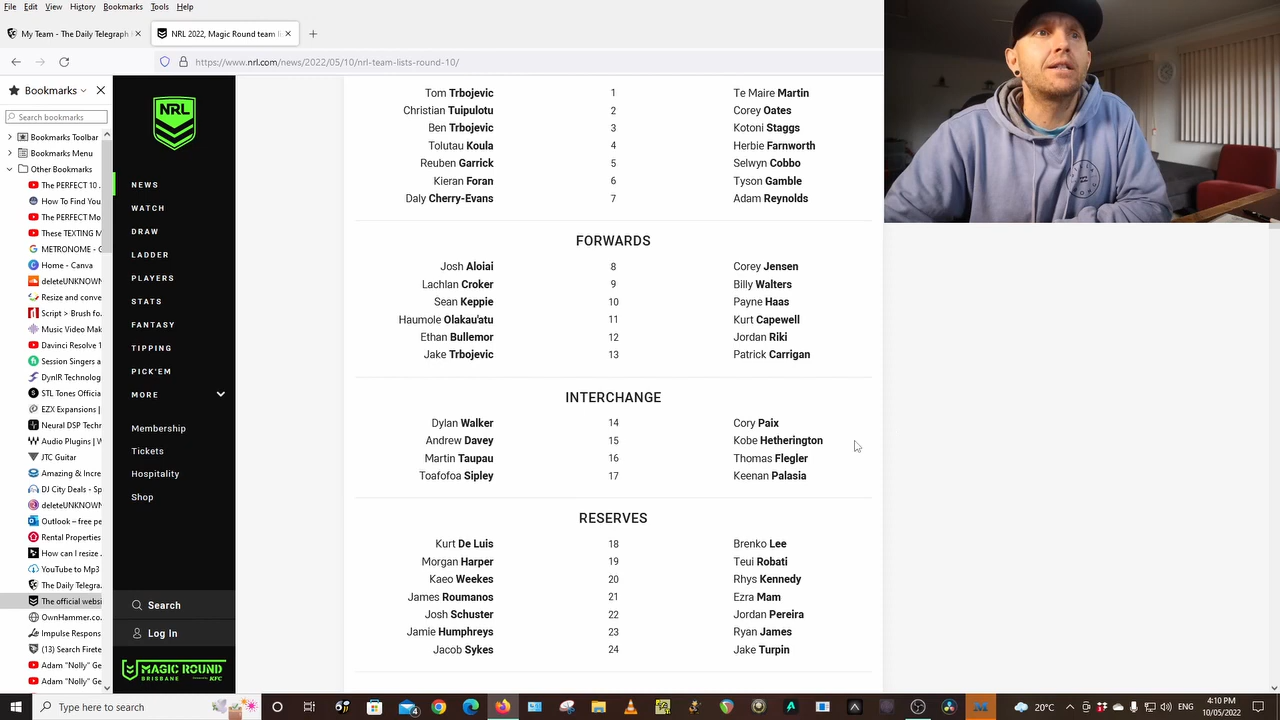 File Edit View History Bookmarks Tools Help
My Team - The Daily Telegraph
NRL 2022, Magic Round team li
https://www.nrl.com/news/2022/05/10/nrl-team-lists-round-10/
Bookmarks
Search bookmarks
Bookmarks Toolbar
Bookmarks Menu
Other Bookmarks
The PERFECT 10
How To Find You
The PERFECT Mo
These TEXTING M
METRONOME - G
Home - Canva
deleteUNKNOWN
Resize and conve
Script > Brush fo
Music Video Mak
Davinci Resolve 1
Session Singers a
DynIR Technolog
STL Tones Officia
EZX Expansions |
Neural DSP Techn
Audio Plugins | W
JTC Guitar
Amazing & Incre
DJ City Deals - Sp
deleteUNKNOWN
Outlook – free pe
Rental Properties
How can I resize
YouTube to Mp3
The Daily Telegra
The official websi
OwnHammer.co
Impulse Respons
(13) Search Firete
Adam "Nolly" Ge
Adam "Nolly" Ge
NRL
NEWS
WATCH
DRAW
LADDER
PLAYERS
STATS
FANTASY
TIPPING
PICK'EM
MORE
Membership
Tickets
Hospitality
Shop
Search
Log In
MAGIC ROUND
BRISBANE KFC
Tom Trbojevic 1 Te Maire Martin
Christian Tuipulotu 2 Corey Oates
Ben Trbojevic 3 Kotoni Staggs
Tolutau Koula 4 Herbie Farnworth
Reuben Garrick 5 Selwyn Cobbo
Kieran Foran 6 Tyson Gamble
Daly Cherry-Evans 7 Adam Reynolds
FORWARDS
Josh Aloiai 8 Corey Jensen
Lachlan Croker 9 Billy Walters
Sean Keppie 10 Payne Haas
Haumole Olakau'atu 11 Kurt Capewell
Ethan Bullemor 12 Jordan Riki
Jake Trbojevic 13 Patrick Carrigan
INTERCHANGE
Dylan Walker 14 Cory Paix
Andrew Davey 15 Kobe Hetherington
Martin Taupau 16 Thomas Flegler
Toafofoa Sipley 17 Keenan Palasia
RESERVES
Kurt De Luis 18 Brenko Lee
Morgan Harper 19 Teui Robati
Kaeo Weekes 20 Rhys Kennedy
James Roumanos 21 Ezra Mam
Josh Schuster 22 Jordan Pereira
Jamie Humphreys 23 Ryan James
Jacob Sykes 24 Jake Turpin
Type here to search
20°C
4:10 PM
10/05/2022